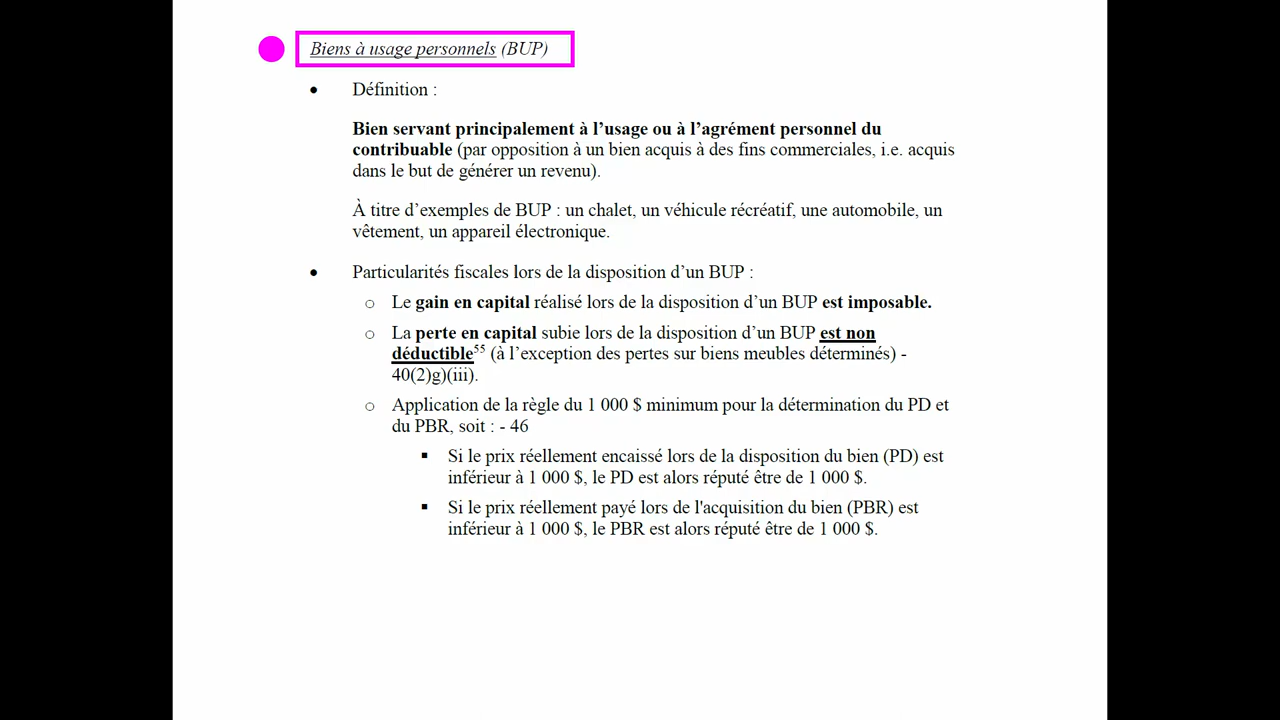 Biens à usage personnels (BUP)
• Définition :
Bien servant principalement à l’usage ou à l’agrément personnel du
contribuable (par opposition à un bien acquis à des fins commerciales, i.e. acquis
dans le but de générer un revenu).
À titre d’exemples de BUP : un chalet, un véhicule récréatif, une automobile, un
vêtement, un appareil électronique.
• Particularités fiscales lors de la disposition d’un BUP :
o Le gain en capital réalisé lors de la disposition d’un BUP est imposable.
o La perte en capital subie lors de la disposition d’un BUP est non
déductible55 (à l’exception des pertes sur biens meubles déterminés) -
40(2)g)(iii).
o Application de la règle du 1 000 $ minimum pour la détermination du PD et
du PBR, soit : - 46
▪ Si le prix réellement encaissé lors de la disposition du bien (PD) est
inférieur à 1 000 $, le PD est alors réputé être de 1 000 $.
▪ Si le prix réellement payé lors de l'acquisition du bien (PBR) est
inférieur à 1 000 $, le PBR est alors réputé être de 1 000 $.